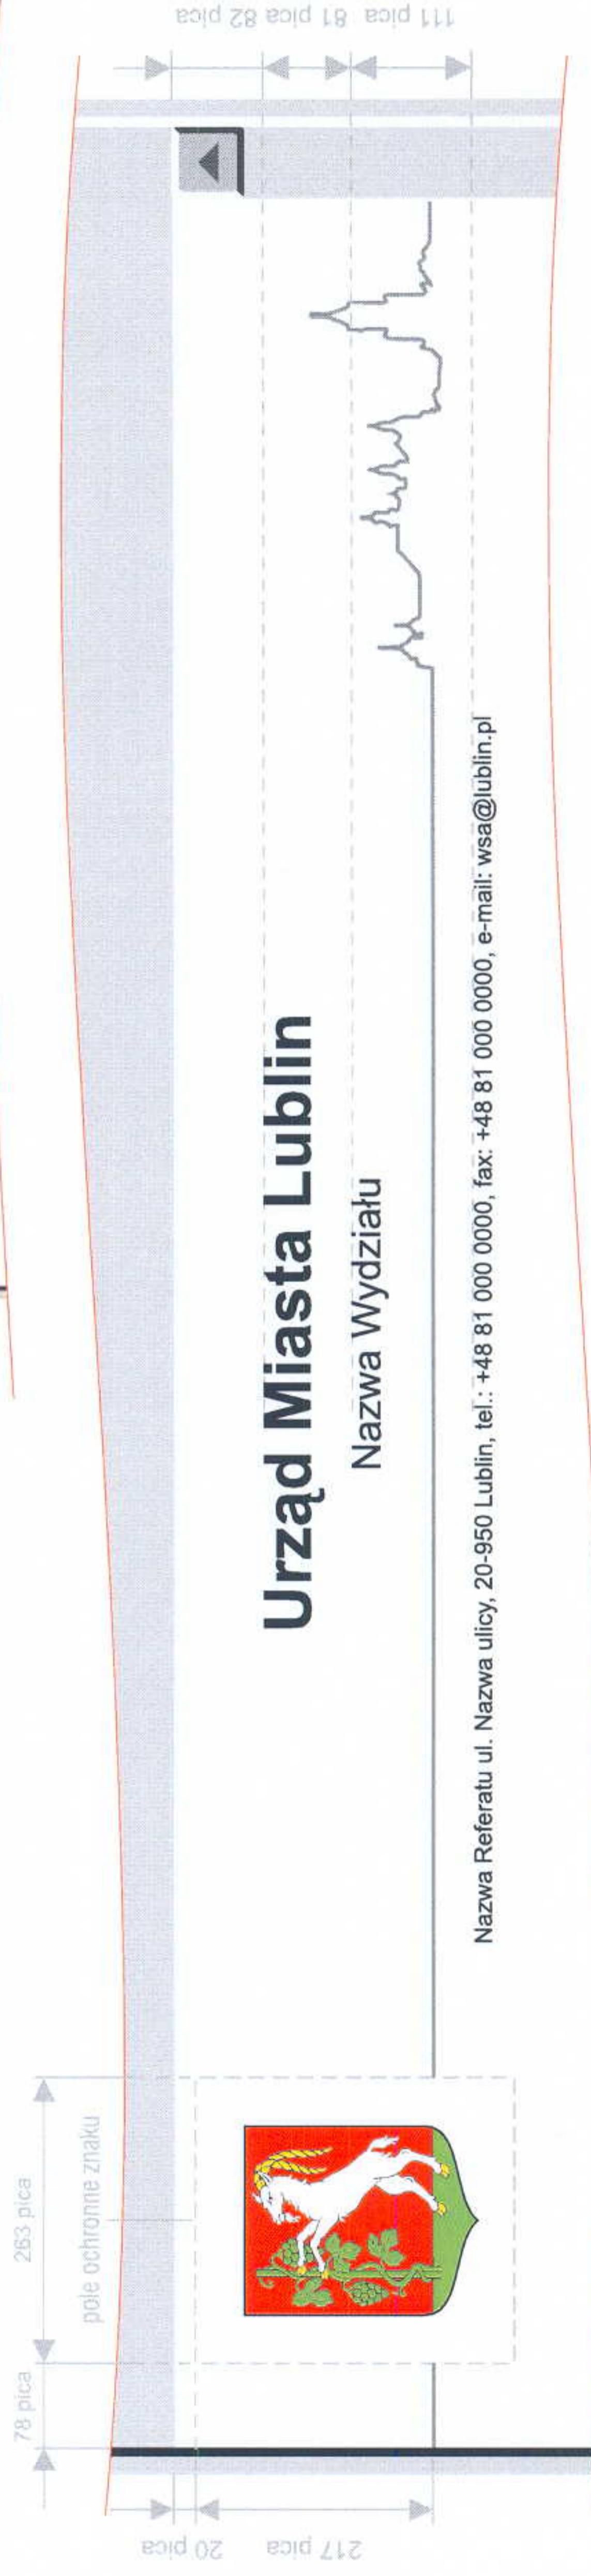 78 pica
263 pica
pole ochronne znaku
20 pica
217 pica
Urząd Miasta Lublin
Nazwa Wydziału
Nazwa Referatu ul. Nazwa ulicy, 20-950 Lublin, tel.: +48 81 000 0000, fax: +48 81 000 0000, e-mail: wsa@lublin.pl
82 pica
81 pica
111 pica